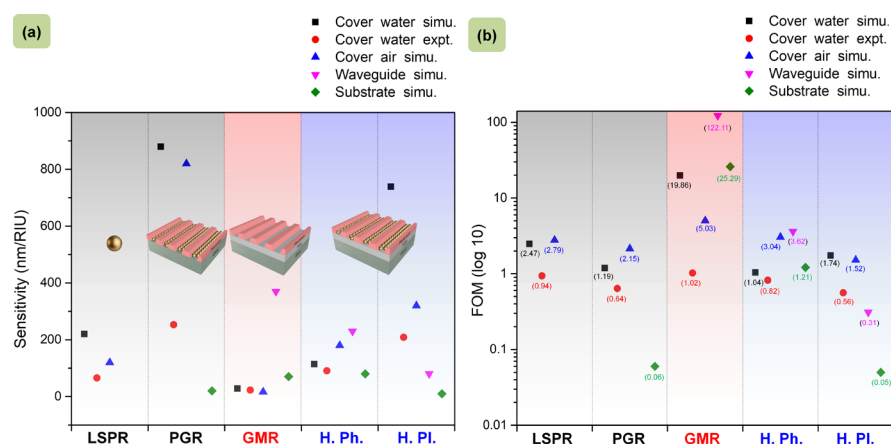 (a)
Cover water simu.
Cover water expt.
Cover air simu.
Waveguide simu.
Substrate simu.
Sensitivity (nm/RIU)
1000
800
600
400
200
0
LSPR
PGR
GMR
H. Ph.
H. Pl.
(b)
Cover water simu.
Cover water expt.
Cover air simu.
Waveguide simu.
Substrate simu.
FOM (log 10)
100
10
1
0.1
0.01
(2.47)
(2.79)
(0.94)
(1.19)
(2.15)
(0.64)
(0.06)
(19.86)
(122.11)
(5.03)
(25.29)
(1.02)
(3.04)
(3.62)
(1.04)
(0.82)
(1.21)
(1.74)
(1.52)
(0.56)
(0.31)
(0.05)
LSPR
PGR
GMR
H. Ph.
H. Pl.